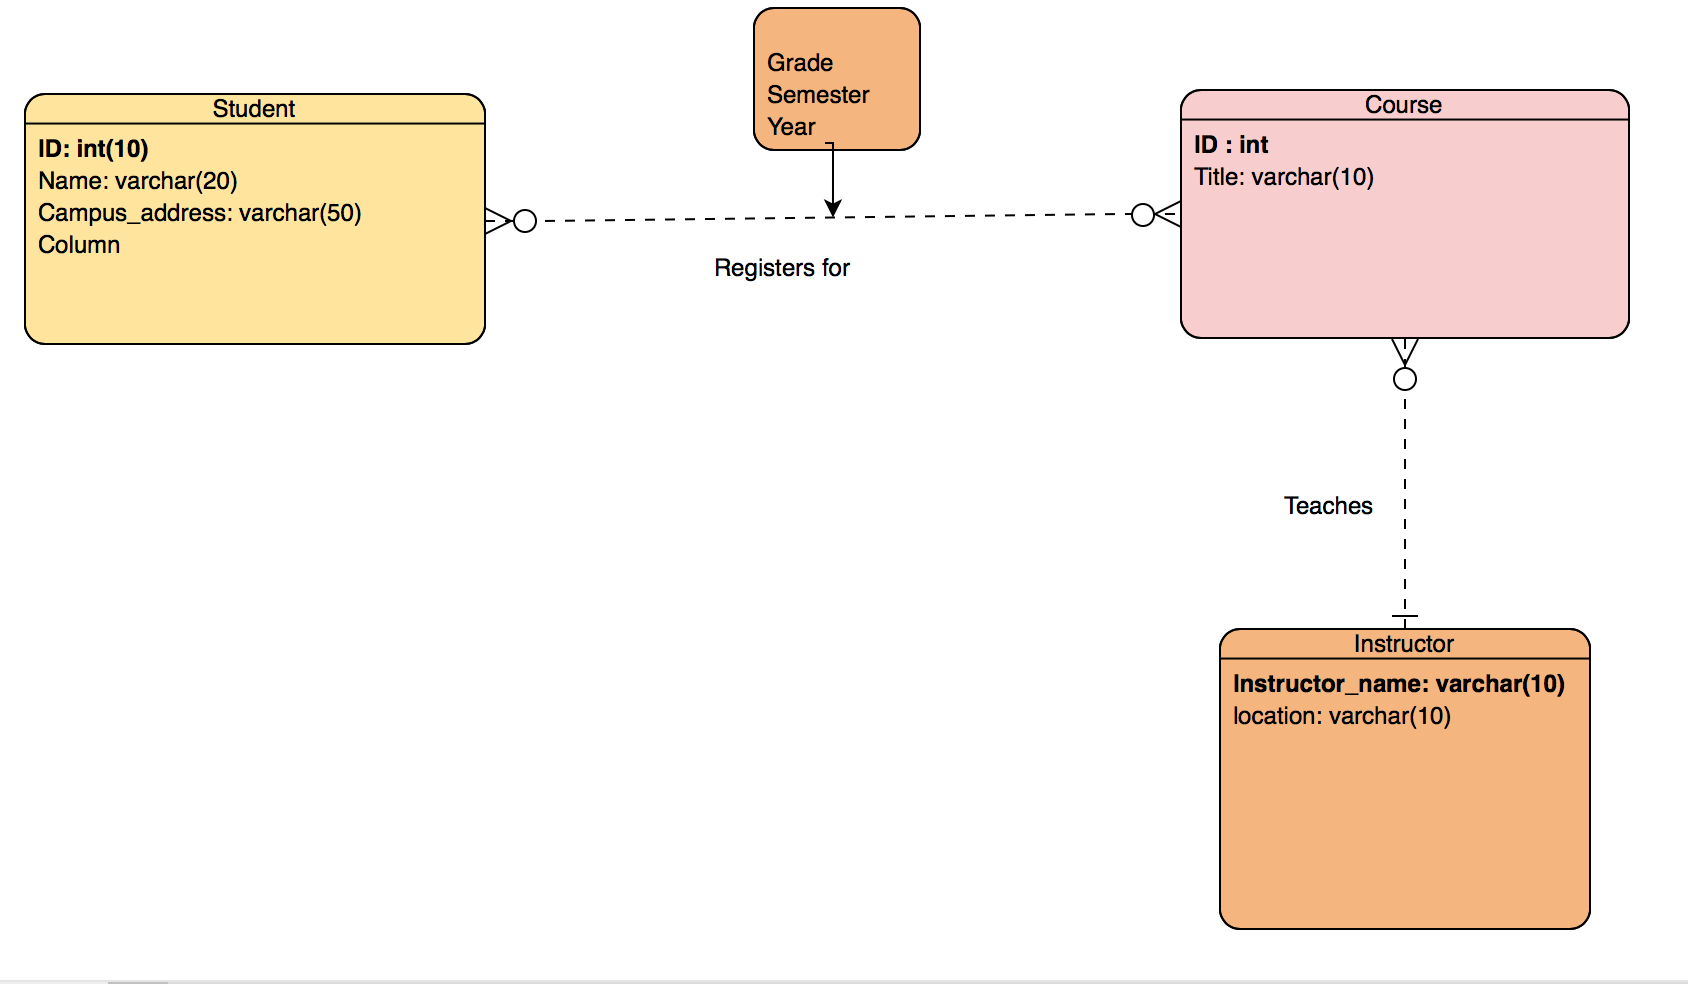 Grade
Semester
Year
Student
ID: int(10)
Name: varchar(20)
Campus_address: varchar(50)
Column
Registers for
Course
ID : int
Title: varchar(10)
Teaches
Instructor
Instructor_name: varchar(10)
location: varchar(10)